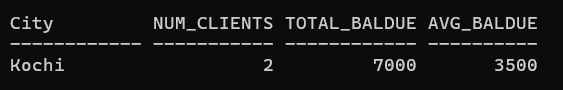 City         NUM_CLIENTS TOTAL_BALDUE AVG_BALDUE
------------ ----------- ------------ ----------
Kochi                  2         7000       3500